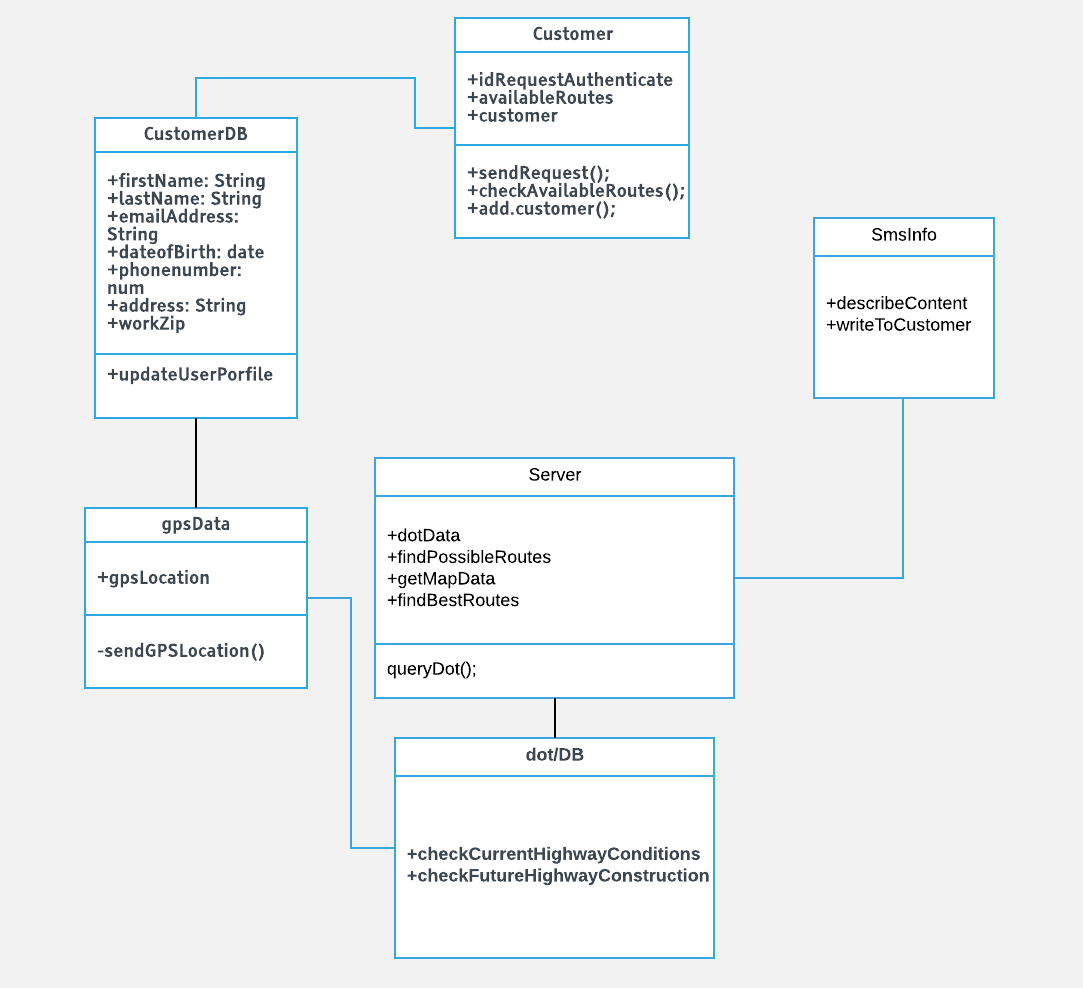 Customer
+idRequestAuthenticate
+availableRoutes
+customer
+sendRequest();
+checkAvailableRoutes();
+add.customer();
CustomerDB
+firstName: String
+lastName: String
+emailAddress:
String
+dateofBirth: date
+phonenumber:
num
+address: String
+workZip
+updateUserPorfile
SmsInfo
+describeContent
+writeToCustomer
gpsData
+gpsLocation
-sendGPSLocation()
Server
+dotData
+findPossibleRoutes
+getMapData
+findBestRoutes
queryDot();
dot/DB
+checkCurrentHighwayConditions
+checkFutureHighwayConstruction